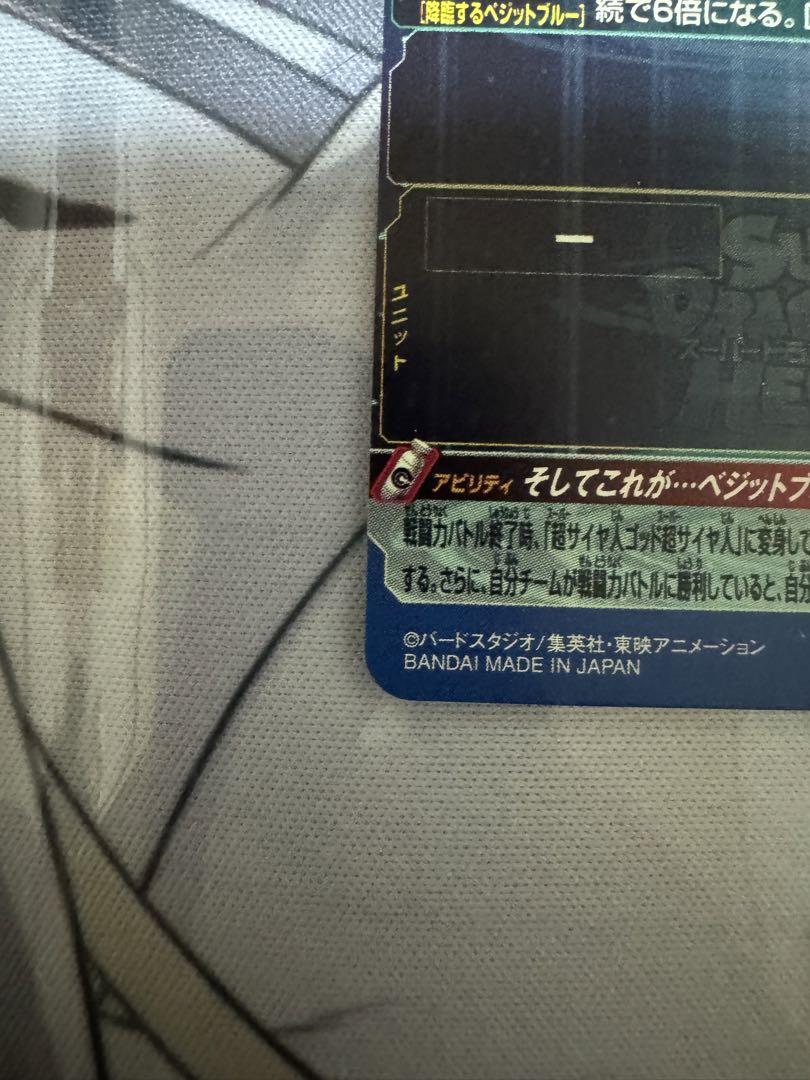 [降臨するベジットブルー] 続で6倍になる。
ー
ユニット
アビリティ そしてこれが…ベジットブ
戦闘力バトル終了時、「超サイヤ人ゴッド超サイヤ人」に変身して
する。さらに、自分チームが戦闘力バトルに勝利していると、自分
©バードスタジオ/集英社・東映アニメーション
BANDAI MADE IN JAPAN